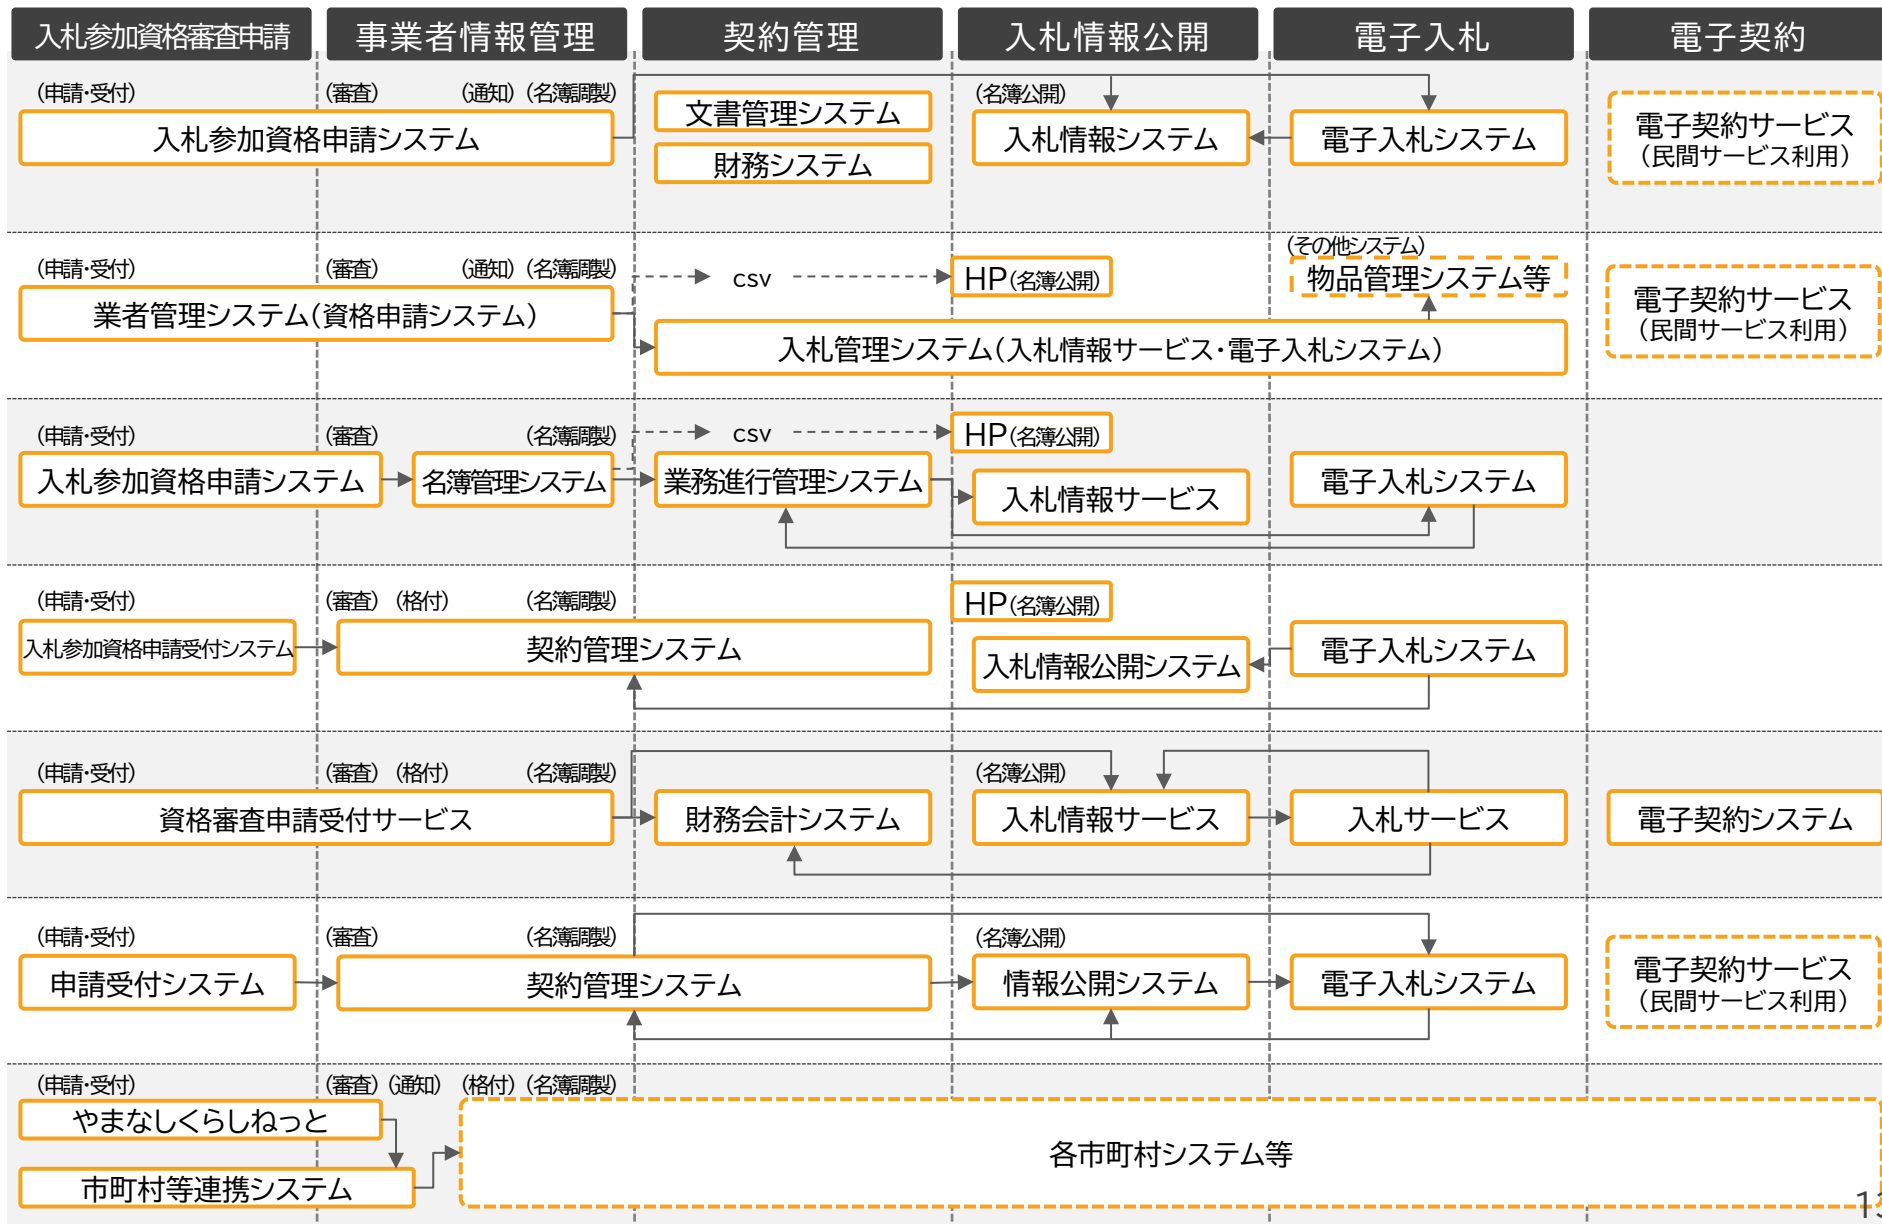 入札参加資格審査申請
事業者情報管理
契約管理
入札情報公開
電子入札
電子契約
(申請・受付)
(審査)
(通知)
(名簿調製)
(名簿公開)
入札参加資格申請システム
文書管理システム
財務システム
入札情報システム
電子入札システム
電子契約サービス
(民間サービス利用)
(申請・受付)
(審査)
(通知)
(名簿調製)
(その他システム)
業者管理システム(資格申請システム)
csv
HP(名簿公開)
物品管理システム等
入札管理システム(入札情報サービス・電子入札システム)
電子契約サービス
(民間サービス利用)
(申請・受付)
(審査)
(名簿調製)
csv
HP(名簿公開)
入札参加資格申請システム
名簿管理システム
業務進行管理システム
入札情報サービス
電子入札システム
(申請・受付)
(審査)
(格付)
(名簿調製)
HP(名簿公開)
入札参加資格申請受付システム
契約管理システム
入札情報公開システム
電子入札システム
(申請・受付)
(審査)
(格付)
(名簿調製)
(名簿公開)
資格審査申請受付サービス
財務会計システム
入札情報サービス
入札サービス
電子契約システム
(申請・受付)
(審査)
(名簿調製)
(名簿公開)
申請受付システム
契約管理システム
情報公開システム
電子入札システム
電子契約サービス
(民間サービス利用)
(申請・受付)
(審査)
(通知)
(格付)
(名簿調製)
やまなしくらしねっと
市町村等連携システム
各市町村システム等